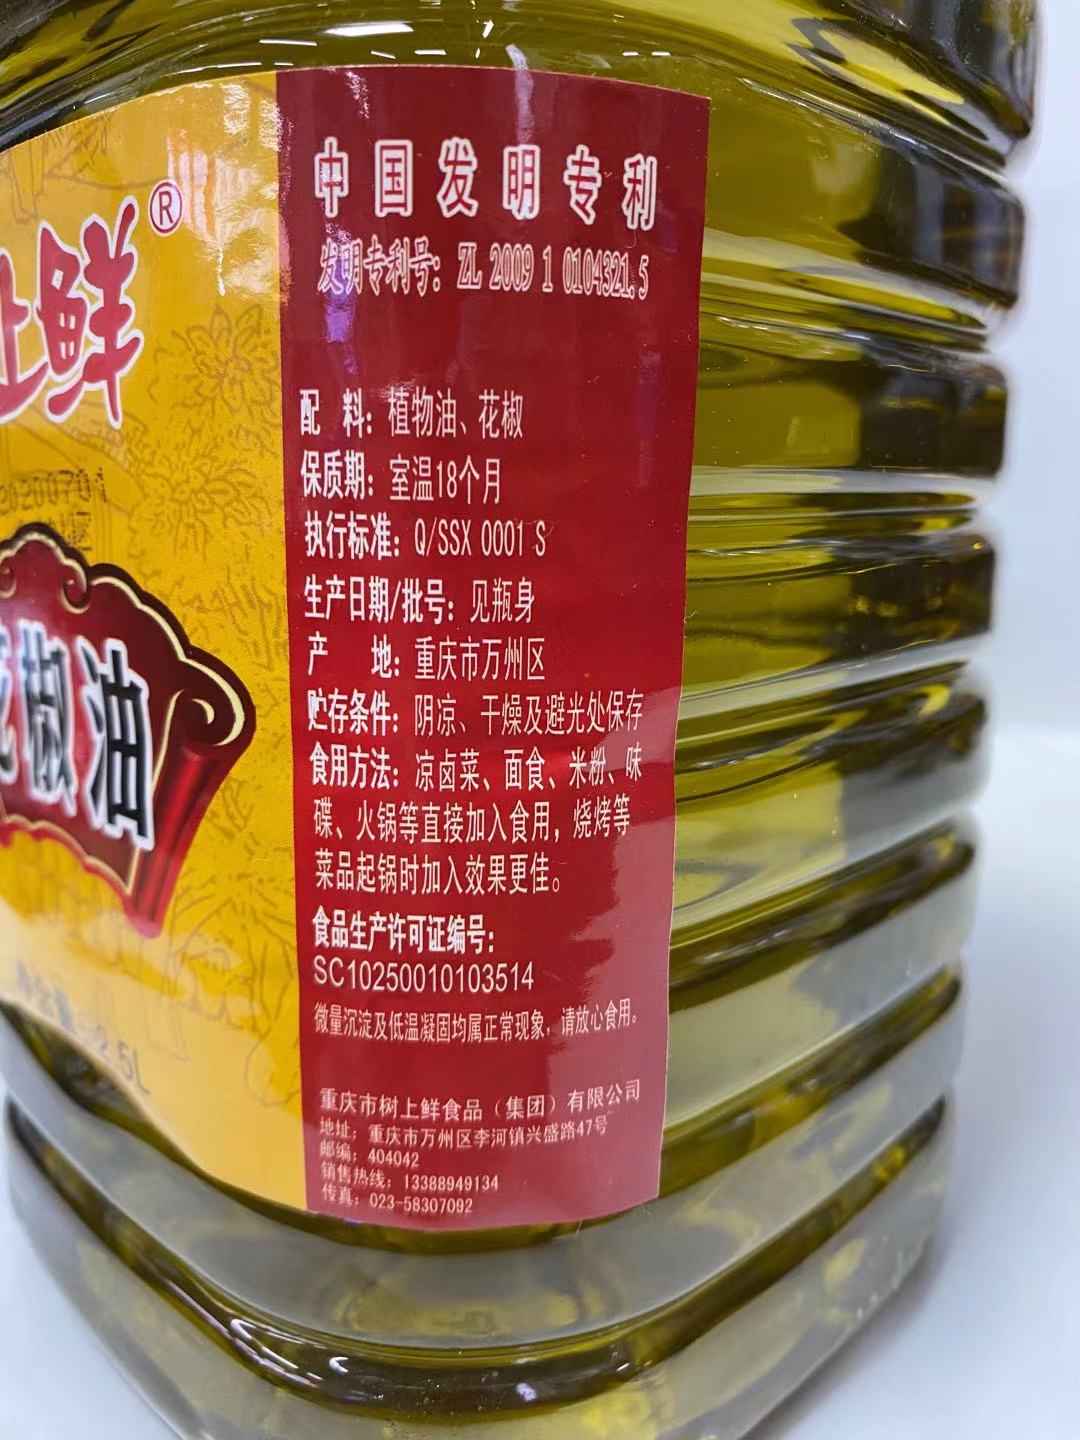 上鲜®
20200701
花椒油
净含量：2.5L
中国发明专利
发明专利号：ZL 2009 1 0104321.5
配 料：植物油、花椒
保质期：室温18个月
执行标准：Q/SSX 0001 S
生产日期/批号：见瓶身
产 地：重庆市万州区
贮存条件：阴凉、干燥及避光处保存
食用方法：凉卤菜、面食、米粉、味
碟、火锅等直接加入食用，烧烤等
菜品起锅时加入效果更佳。
食品生产许可证编号：
SC10250010103514
微量沉淀及低温凝固均属正常现象，请放心食用。
重庆市树上鲜食品（集团）有限公司
地址：重庆市万州区李河镇兴盛路47号
邮编：404042
销售热线：13388949134
传真：023-58307092